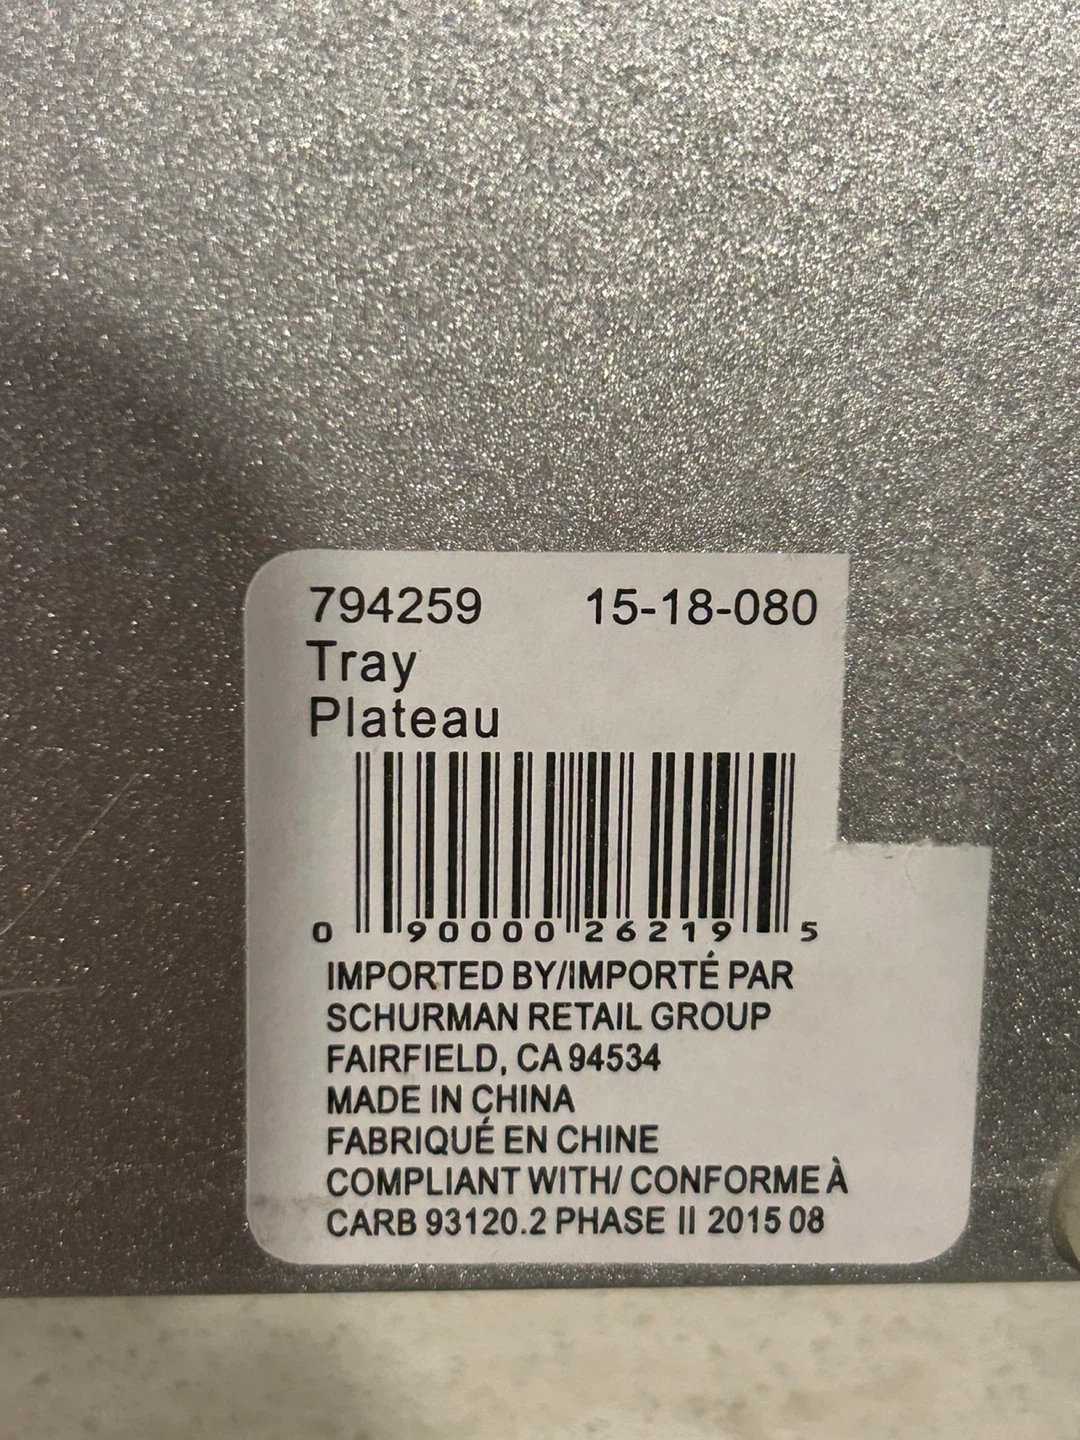 794259 15-18-080
Tray
Plateau
0 90000 26219 5
IMPORTED BY/IMPORTÉ PAR
SCHURMAN RETAIL GROUP
FAIRFIELD, CA 94534
MADE IN CHINA
FABRIQUÉ EN CHINE
COMPLIANT WITH/ CONFORME À
CARB 93120.2 PHASE II 2015 08